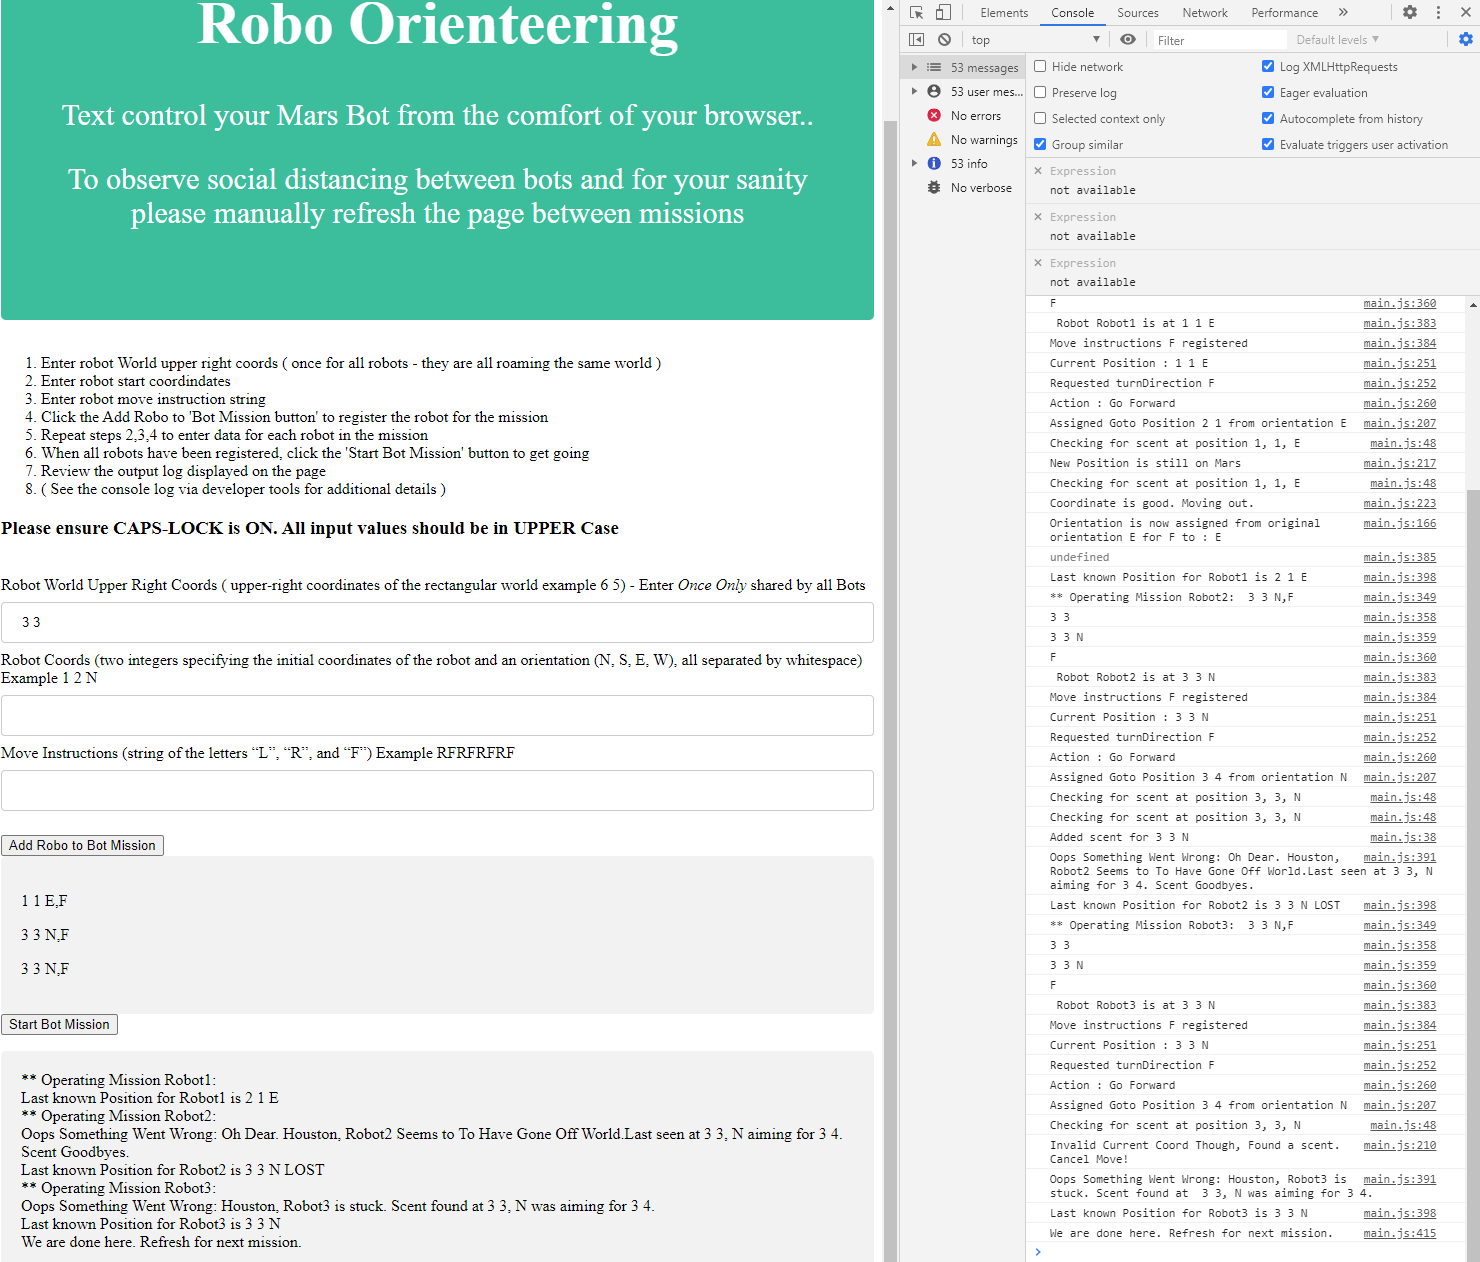 Robo Orienteering
Text control your Mars Bot from the comfort of your browser..
To observe social distancing between bots and for your sanity
please manually refresh the page between missions
1. Enter robot World upper right coords ( once for all robots - they are all roaming the same world )
2. Enter robot start coordindates
3. Enter robot move instruction string
4. Click the Add Robo to 'Bot Mission button' to register the robot for the mission
5. Repeat steps 2,3,4 to enter data for each robot in the mission
6. When all robots have been registered, click the 'Start Bot Mission' button to get going
7. Review the output log displayed on the page
8. ( See the console log via developer tools for additional details )
Please ensure CAPS-LOCK is ON. All input values should be in UPPER Case
Robot World Upper Right Coords ( upper-right coordinates of the rectangular world example 6 5) - Enter Once Only shared by all Bots
3 3
Robot Coords (two integers specifying the initial coordinates of the robot and an orientation (N, S, E, W), all separated by whitespace)
Example 1 2 N
Move Instructions (string of the letters “L”, “R”, and “F”) Example RFRFRFRF
Add Robo to Bot Mission
1 1 E,F
3 3 N,F
3 3 N,F
Start Bot Mission
** Operating Mission Robot1:
Last known Position for Robot1 is 2 1 E
** Operating Mission Robot2:
Oops Something Went Wrong: Oh Dear. Houston, Robot2 Seems to To Have Gone Off World.Last seen at 3 3, N aiming for 3 4.
Scent Goodbyes.
Last known Position for Robot2 is 3 3 N LOST
** Operating Mission Robot3:
Oops Something Went Wrong: Houston, Robot3 is stuck. Scent found at 3 3, N was aiming for 3 4.
Last known Position for Robot3 is 3 3 N
We are done here. Refresh for next mission.
Elements Console Sources Network Performance »
top Filter Default levels
53 messages
53 user mes...
No errors
No warnings
53 info
No verbose
Hide network Log XMLHttpRequests
Preserve log Eager evaluation
Selected context only Autocomplete from history
Group similar Evaluate triggers user activation
Expression
not available
Expression
not available
Expression
not available
F main.js:360
Robot Robot1 is at 1 1 E main.js:383
Move instructions F registered main.js:384
Current Position : 1 1 E main.js:251
Requested turnDirection F main.js:252
Action : Go Forward main.js:260
Assigned Goto Position 2 1 from orientation E main.js:207
Checking for scent at position 1, 1, E main.js:48
New Position is still on Mars main.js:217
Checking for scent at position 1, 1, E main.js:48
Coordinate is good. Moving out. main.js:223
Orientation is now assigned from original main.js:166
orientation E for F to : E
undefined main.js:385
Last known Position for Robot1 is 2 1 E main.js:398
** Operating Mission Robot2: 3 3 N,F main.js:349
3 3 main.js:358
3 3 N main.js:359
F main.js:360
Robot Robot2 is at 3 3 N main.js:383
Move instructions F registered main.js:384
Current Position : 3 3 N main.js:251
Requested turnDirection F main.js:252
Action : Go Forward main.js:260
Assigned Goto Position 3 4 from orientation N main.js:207
Checking for scent at position 3, 3, N main.js:48
Checking for scent at position 3, 3, N main.js:48
Added scent for 3 3 N main.js:38
Oops Something Went Wrong: Oh Dear. Houston, main.js:391
Robot2 Seems to To Have Gone Off World.Last seen at 3 3, N
aiming for 3 4. Scent Goodbyes.
Last known Position for Robot2 is 3 3 N LOST main.js:398
** Operating Mission Robot3: 3 3 N,F main.js:349
3 3 main.js:358
3 3 N main.js:359
F main.js:360
Robot Robot3 is at 3 3 N main.js:383
Move instructions F registered main.js:384
Current Position : 3 3 N main.js:251
Requested turnDirection F main.js:252
Action : Go Forward main.js:260
Assigned Goto Position 3 4 from orientation N main.js:207
Checking for scent at position 3, 3, N main.js:48
Invalid Current Coord Though, Found a scent. main.js:210
Cancel Move!
Oops Something Went Wrong: Houston, Robot3 is main.js:391
stuck. Scent found at 3 3, N was aiming for 3 4.
Last known Position for Robot3 is 3 3 N main.js:398
We are done here. Refresh for next mission. main.js:415